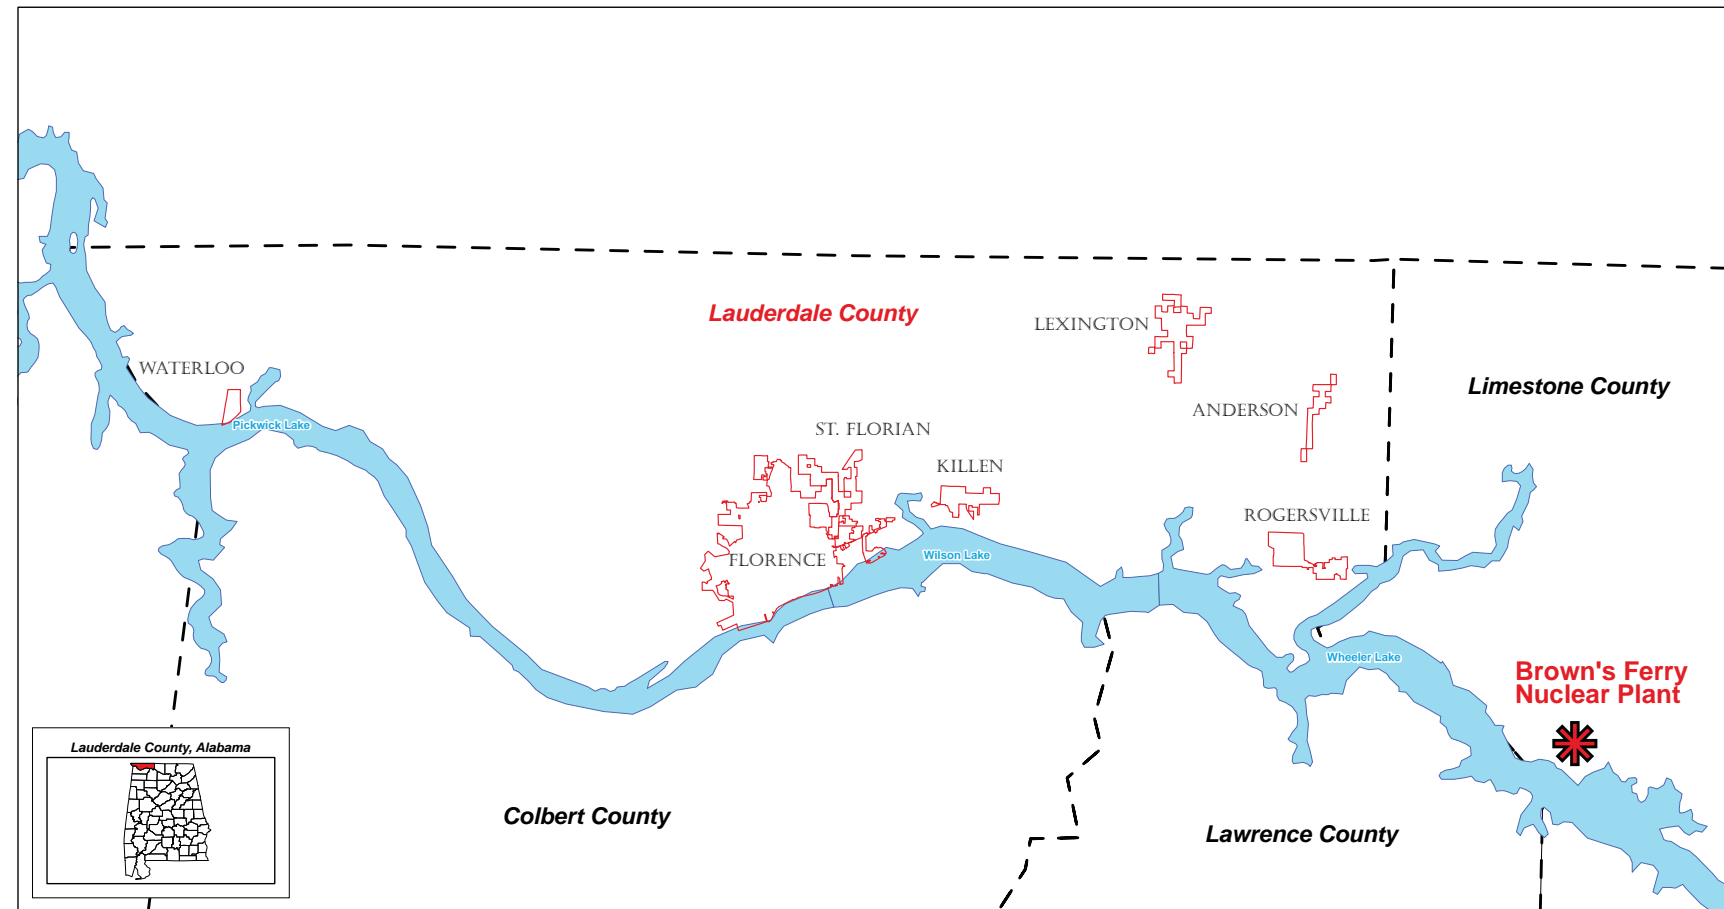 Lauderdale County
LEXINGTON
WATERLOO
Limestone County
ANDERSON
Pickwick Lake
ST. FLORIAN
KILLEN
ROGERSVILLE
FLORENCE
Wilson Lake
Wheeler Lake
Brown's Ferry
Nuclear Plant
Lauderdale County, Alabama
Colbert County
Lawrence County